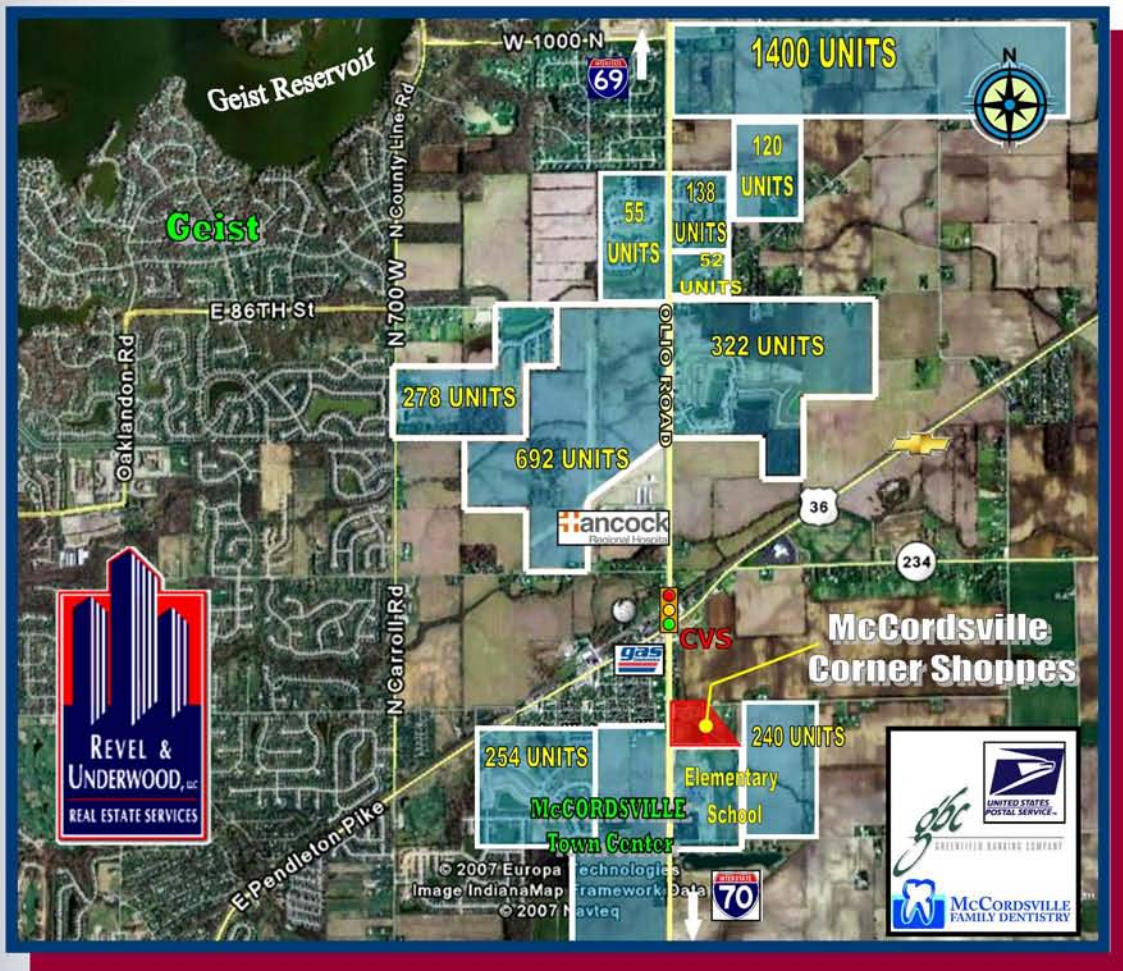 W 1000 N
INTERSTATE
69
1400 UNITS
N
Geist Reservoir
N County Line Rd
120
UNITS
138
UNITS
55
UNITS
52
UNITS
Geist
E 86TH St
N 700 W
OLIO ROAD
322 UNITS
278 UNITS
Oaklandon Rd
692 UNITS
36
Hancock
Regional Hospital
234
N Carroll Rd
CVS
gas
McCordsville
Corner Shoppes
REVEL &
UNDERWOOD, LLC
REAL ESTATE SERVICES
254 UNITS
240 UNITS
Elementary
School
McCORDSVILLE
Town Center
E Pendleton Pike
© 2007 Europa Technologies
Image IndianaMap Framework Data
© 2007 Navteq
INTERSTATE
70
UNITED STATES
POSTAL SERVICE
gbc
GREENFIELD BANKING COMPANY
McCORDSVILLE
FAMILY DENTISTRY